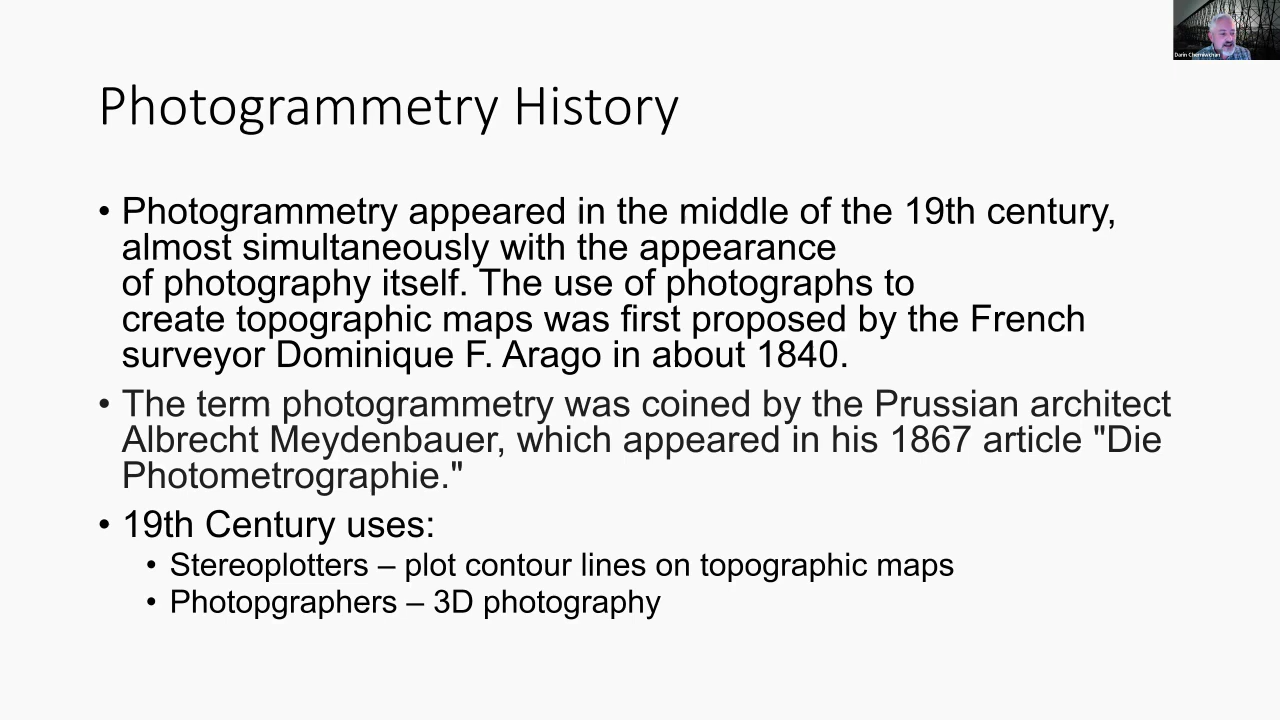 Darin Cherniwchan
Photogrammetry History
• Photogrammetry appeared in the middle of the 19th century,
almost simultaneously with the appearance
of photography itself. The use of photographs to
create topographic maps was first proposed by the French
surveyor Dominique F. Arago in about 1840.
• The term photogrammetry was coined by the Prussian architect
Albrecht Meydenbauer, which appeared in his 1867 article "Die
Photometrographie."
• 19th Century uses:
• Stereoplotters – plot contour lines on topographic maps
• Photopgraphers – 3D photography